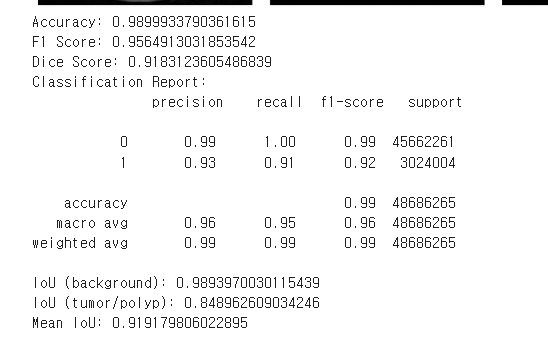 Accuracy: 0.9899933790361615
F1 Score: 0.9564913031853542
Dice Score: 0.9183123605486839
Classification Report:
precision recall f1-score support
0 0.99 1.00 0.99 45662261
1 0.93 0.91 0.92 3024004
accuracy 0.99 48686265
macro avg 0.96 0.95 0.96 48686265
weighted avg 0.99 0.99 0.99 48686265
IoU (background): 0.9893970030115439
IoU (tumor/polyp): 0.848962609034246
Mean IoU: 0.919179806022895